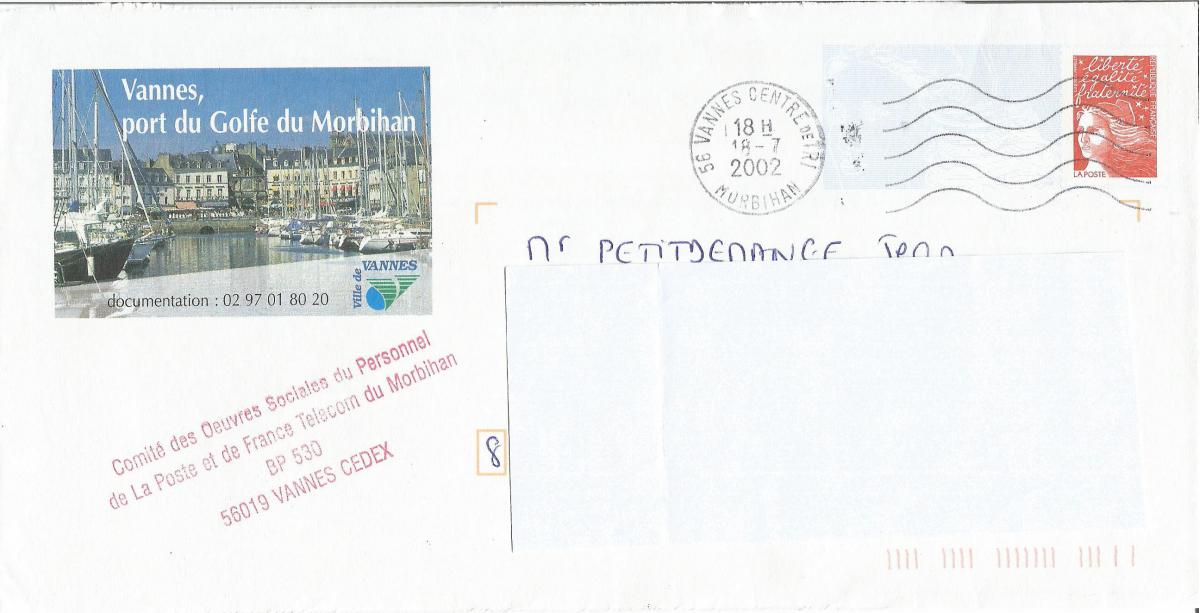 Vannes,
port du Golfe du Morbihan
documentation : 02 97 01 80 20
Ville de VANNES
56 VANNES CENTRE DE TRI
18 H
18-7
2002
MORBIHAN
liberté
égalité
fraternité
RÉPUBLIQUE FRANÇAISE
LA POSTE
Mr PETITDEMANGE
Comité des Oeuvres Sociales du Personnel
de La Poste et de France Telecom du Morbihan
BP 530
56019 VANNES CEDEX
8